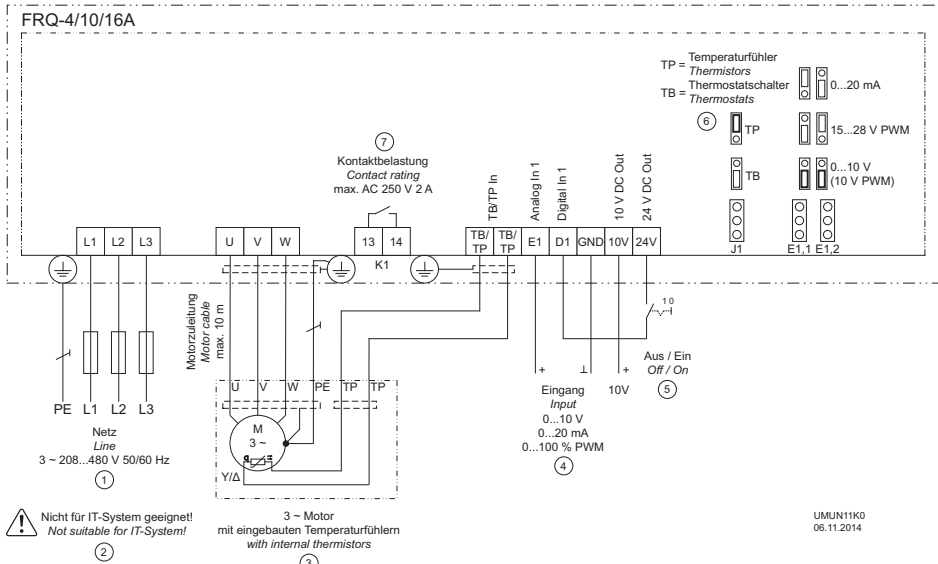 FRQ-4/10/16A
TP = Temperaturfühler
Thermistors
TB = Thermostatschalter
Thermostats
6
0...20 mA
TP
15...28 V PWM
TB
0...10 V
(10 V PWM)
J1
E1,1 E1,2
7
Kontaktbelastung
Contact rating
max. AC 250 V 2 A
TB/TP In
Analog In 1
Digital In 1
10 V DC Out
24 V DC Out
L1 L2 L3
U V W
13 14
K1
TB/TP TB/TP E1 D1 GND 10V 24V
Motorzuleitung
Motor cable
max. 10 m
1 0
Aus / Ein
Off / On
5
+ ⊥ +
Eingang
Input
0...10 V
0...20 mA
0...100 % PWM
4
10V
U V W PE TP TP
M
3 ~
Y/Δ
PE L1 L2 L3
Netz
Line
3 ~ 208...480 V 50/60 Hz
1
Nicht für IT-System geeignet!
Not suitable for IT-System!
2
3 ~ Motor
mit eingebauten Temperaturfühlern
with internal thermistors
3
UMUN11K0
06.11.2014